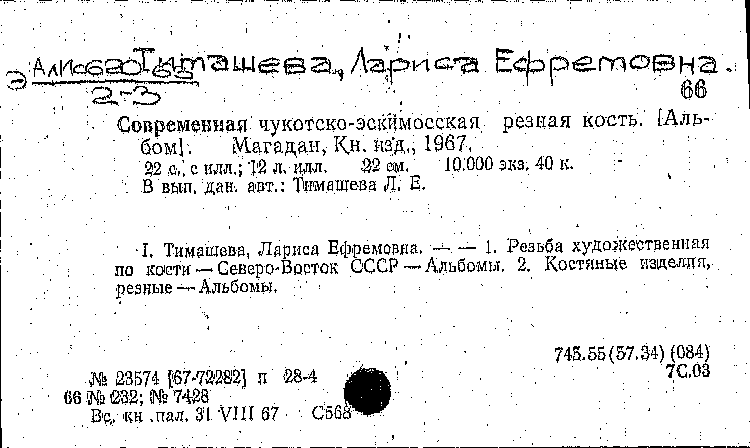 Тимашева, Лариса Ефремовна.
2-3
66
Современная чукотско-эскимосская резная кость. [Аль-
бом]. Магадан, Кн. изд., 1967.
22 с., с илл.; 12 л. илл. 22 см. 10.000 экз. 40 к.
В вып. дан. авт.: Тимашева Л. Е.
I. Тимашева, Лариса Ефремовна. — — 1. Резьба художественная
по кости — Северо-Восток СССР — Альбомы. 2. Костяные изделия,
резные — Альбомы.
745.55(57.34) (084)
7С.03
№ 23574 [67-72282] п 28-4
66 № 232; № 7428
Вс. кн .пал. 31 VIII 67 С568